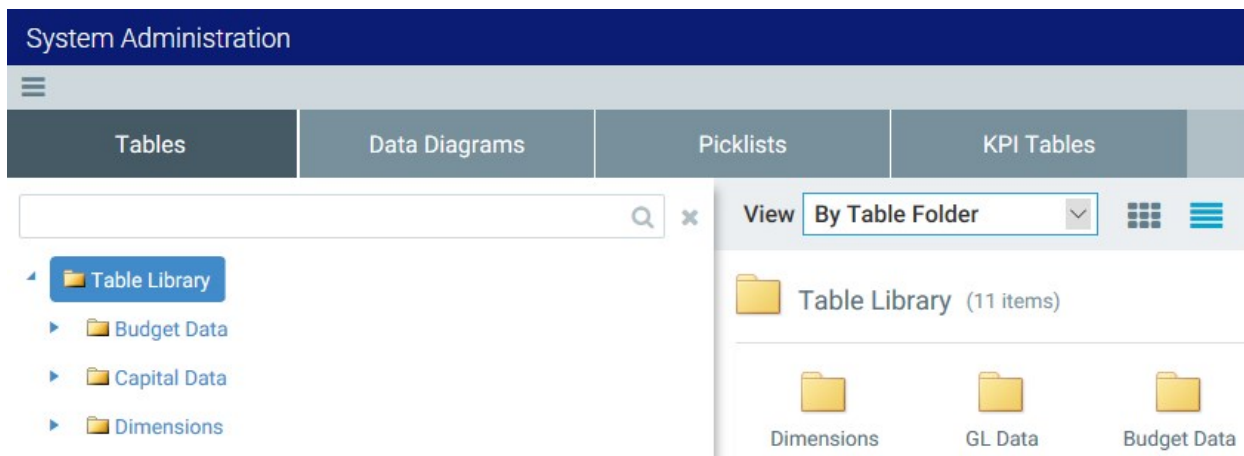 System Administration
Tables
Data Diagrams
Picklists
KPI Tables
View By Table Folder
Table Library
Budget Data
Capital Data
Dimensions
Table Library (11 items)
Dimensions
GL Data
Budget Data